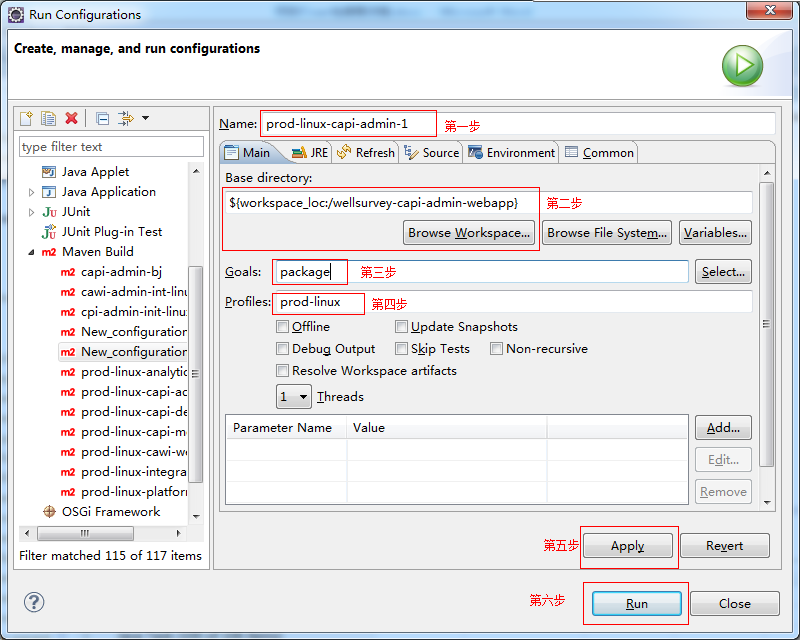 Run Configurations
Create, manage, and run configurations
type filter text
Java Applet
Java Application
JUnit
JUnit Plug-in Test
Maven Build
capi-admin-bj
cawi-admin-int-linu
cpi-admin-init-linu
New_configuration
New_configuration
prod-linux-analytic
prod-linux-capi-ad
prod-linux-capi-de
prod-linux-capi-m
prod-linux-cawi-w
prod-linux-integra
prod-linux-platforn
OSGi Framework
Filter matched 115 of 117 items
Name: prod-linux-capi-admin-1 第一步
Main JRE Refresh Source Environment Common
Base directory:
${workspace_loc:/wellsurvey-capi-admin-webapp} 第二步
Browse Workspace... Browse File System... Variables...
Goals: package 第三步 Select...
Profiles: prod-linux 第四步
Offline Update Snapshots
Debug Output Skip Tests Non-recursive
Resolve Workspace artifacts
1 Threads
Parameter Name Value Add...
Edit...
Remove
第五步 Apply Revert
第六步 Run Close